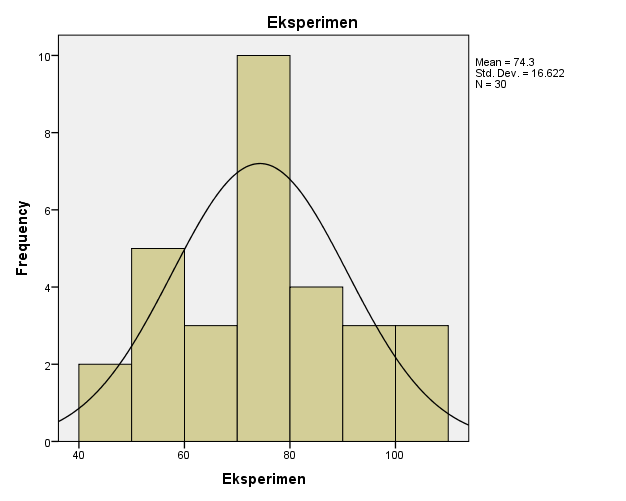 Eksperimen
Mean = 74.3
Std. Dev. = 16.622
N = 30
Frequency
10
8
6
4
2
0
40 60 80 100
Eksperimen